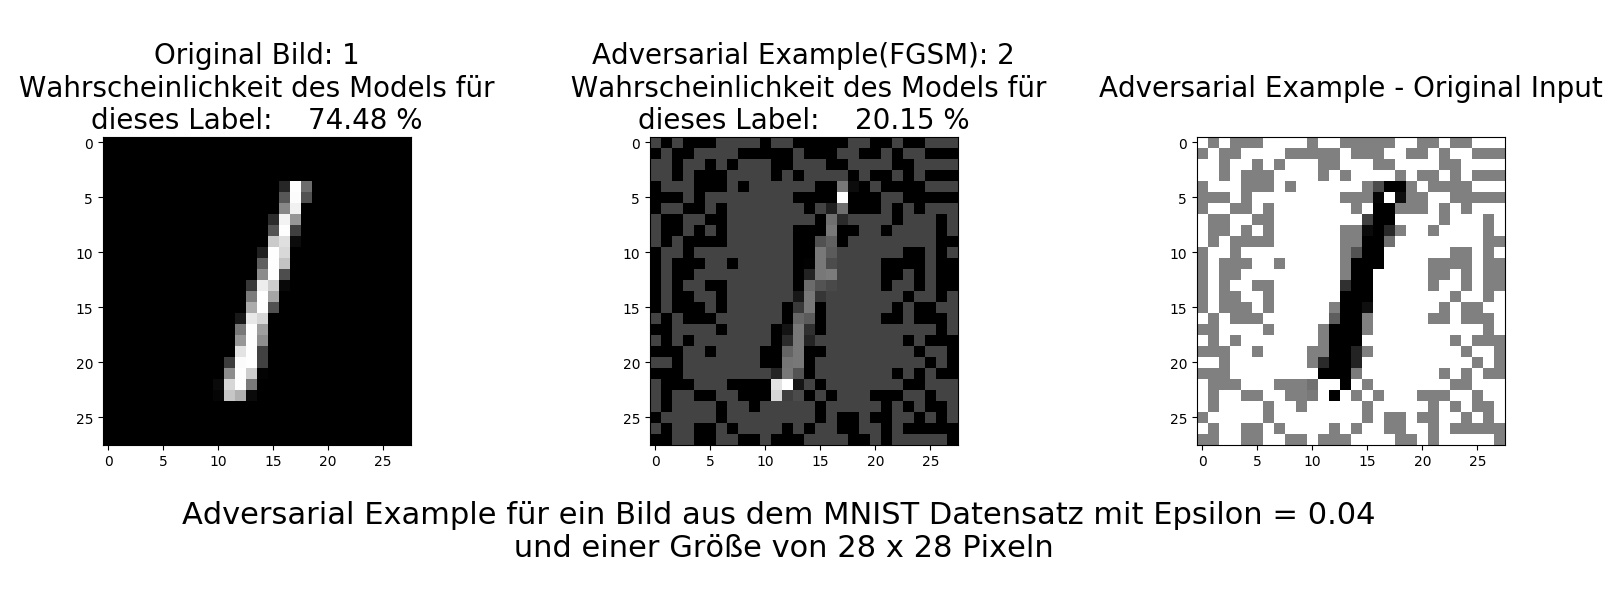 Original Bild: 1
Wahrscheinlichkeit des Models für
dieses Label: 74.48 %
Adversarial Example(FGSM): 2
Wahrscheinlichkeit des Models für
dieses Label: 20.15 %
Adversarial Example - Original Input
0
5
10
15
20
25
0 5 10 15 20 25
0
5
10
15
20
25
0 5 10 15 20 25
0
5
10
15
20
25
0 5 10 15 20 25
Adversarial Example für ein Bild aus dem MNIST Datensatz mit Epsilon = 0.04
und einer Größe von 28 x 28 Pixeln